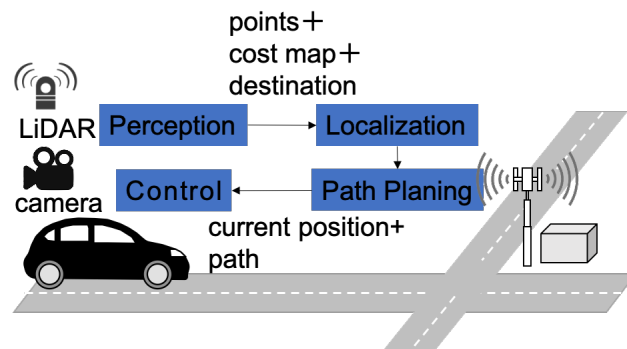 points+
cost map+
destination
LiDAR
Perception
Localization
camera
Control
Path Planing
current position+
path